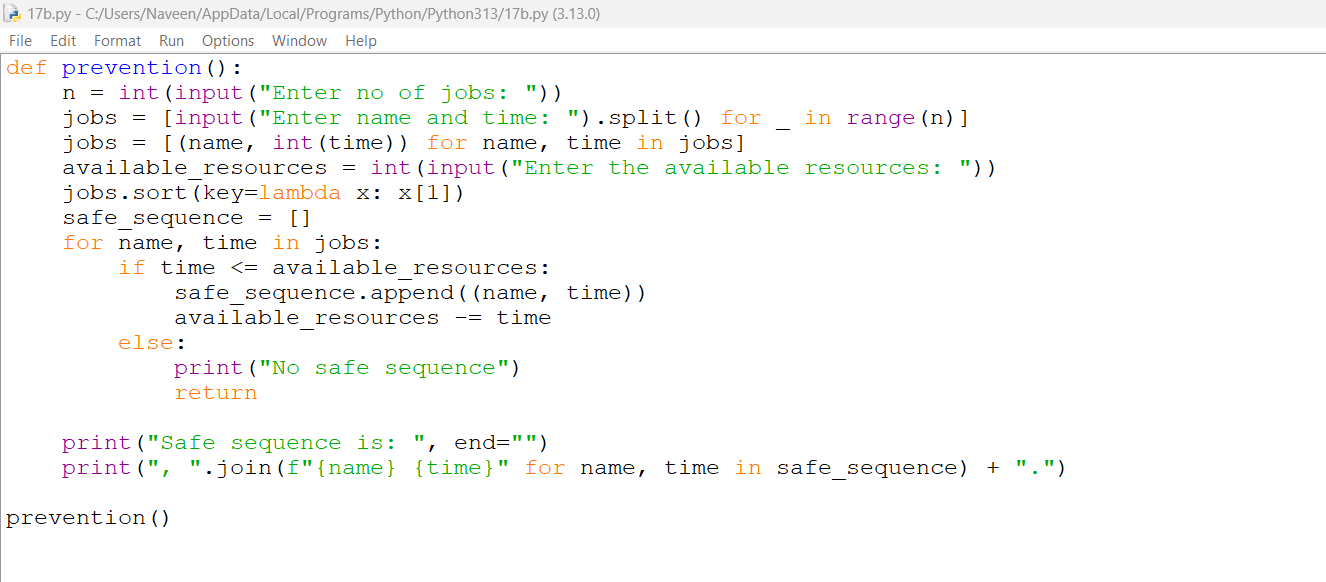 17b.py - C:/Users/Naveen/AppData/Local/Programs/Python/Python313/17b.py (3.13.0)
File Edit Format Run Options Window Help
def prevention():
    n = int(input("Enter no of jobs: "))
    jobs = [input("Enter name and time: ").split() for _ in range(n)]
    jobs = [(name, int(time)) for name, time in jobs]
    available_resources = int(input("Enter the available resources: "))
    jobs.sort(key=lambda x: x[1])
    safe_sequence = []
    for name, time in jobs:
        if time <= available_resources:
            safe_sequence.append((name, time))
            available_resources -= time
        else:
            print("No safe sequence")
            return

    print("Safe sequence is: ", end="")
    print(", ".join(f"{name} {time}" for name, time in safe_sequence) + ".")

prevention()